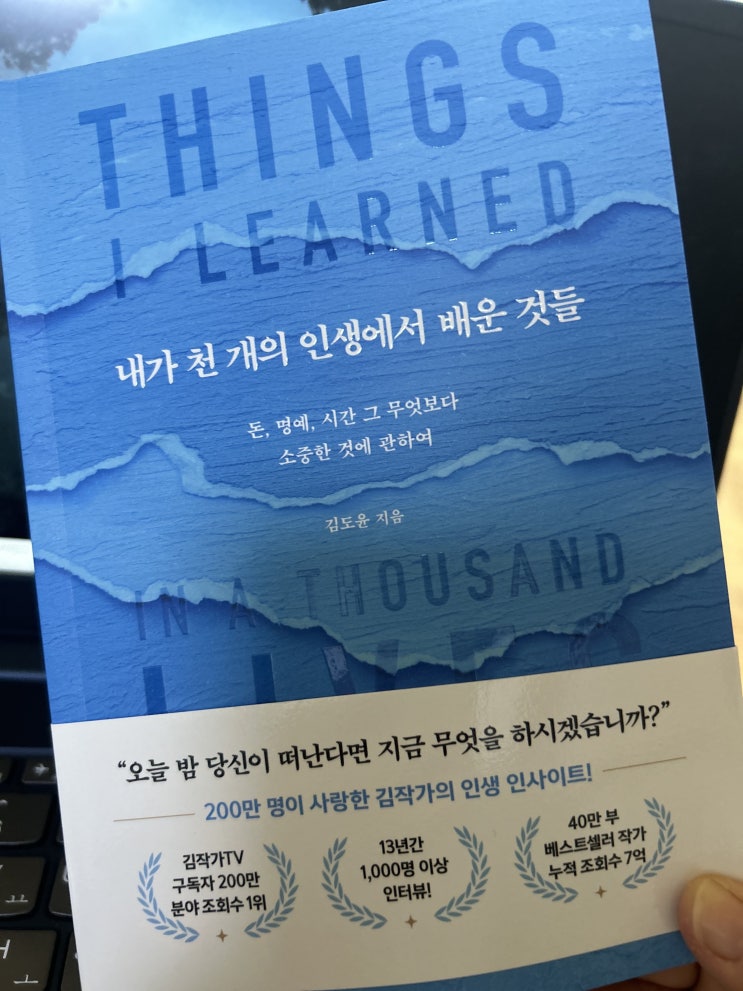 THINGS
I LEARNED
내가 천 개의 인생에서 배운 것들
돈, 명예, 시간 그 무엇보다
소중한 것에 관하여
김도윤 지음
IN A THOUSAND
LIVES
“오늘 밤 당신이 떠난다면 지금 무엇을 하시겠습니까?”
200만 명이 사랑한 김작가의 인생 인사이트!
김작가TV
구독자 200만
분야 조회수 1위
13년간
1,000명 이상
인터뷰!
40만 부
베스트셀러 작가
누적 조회수 7억